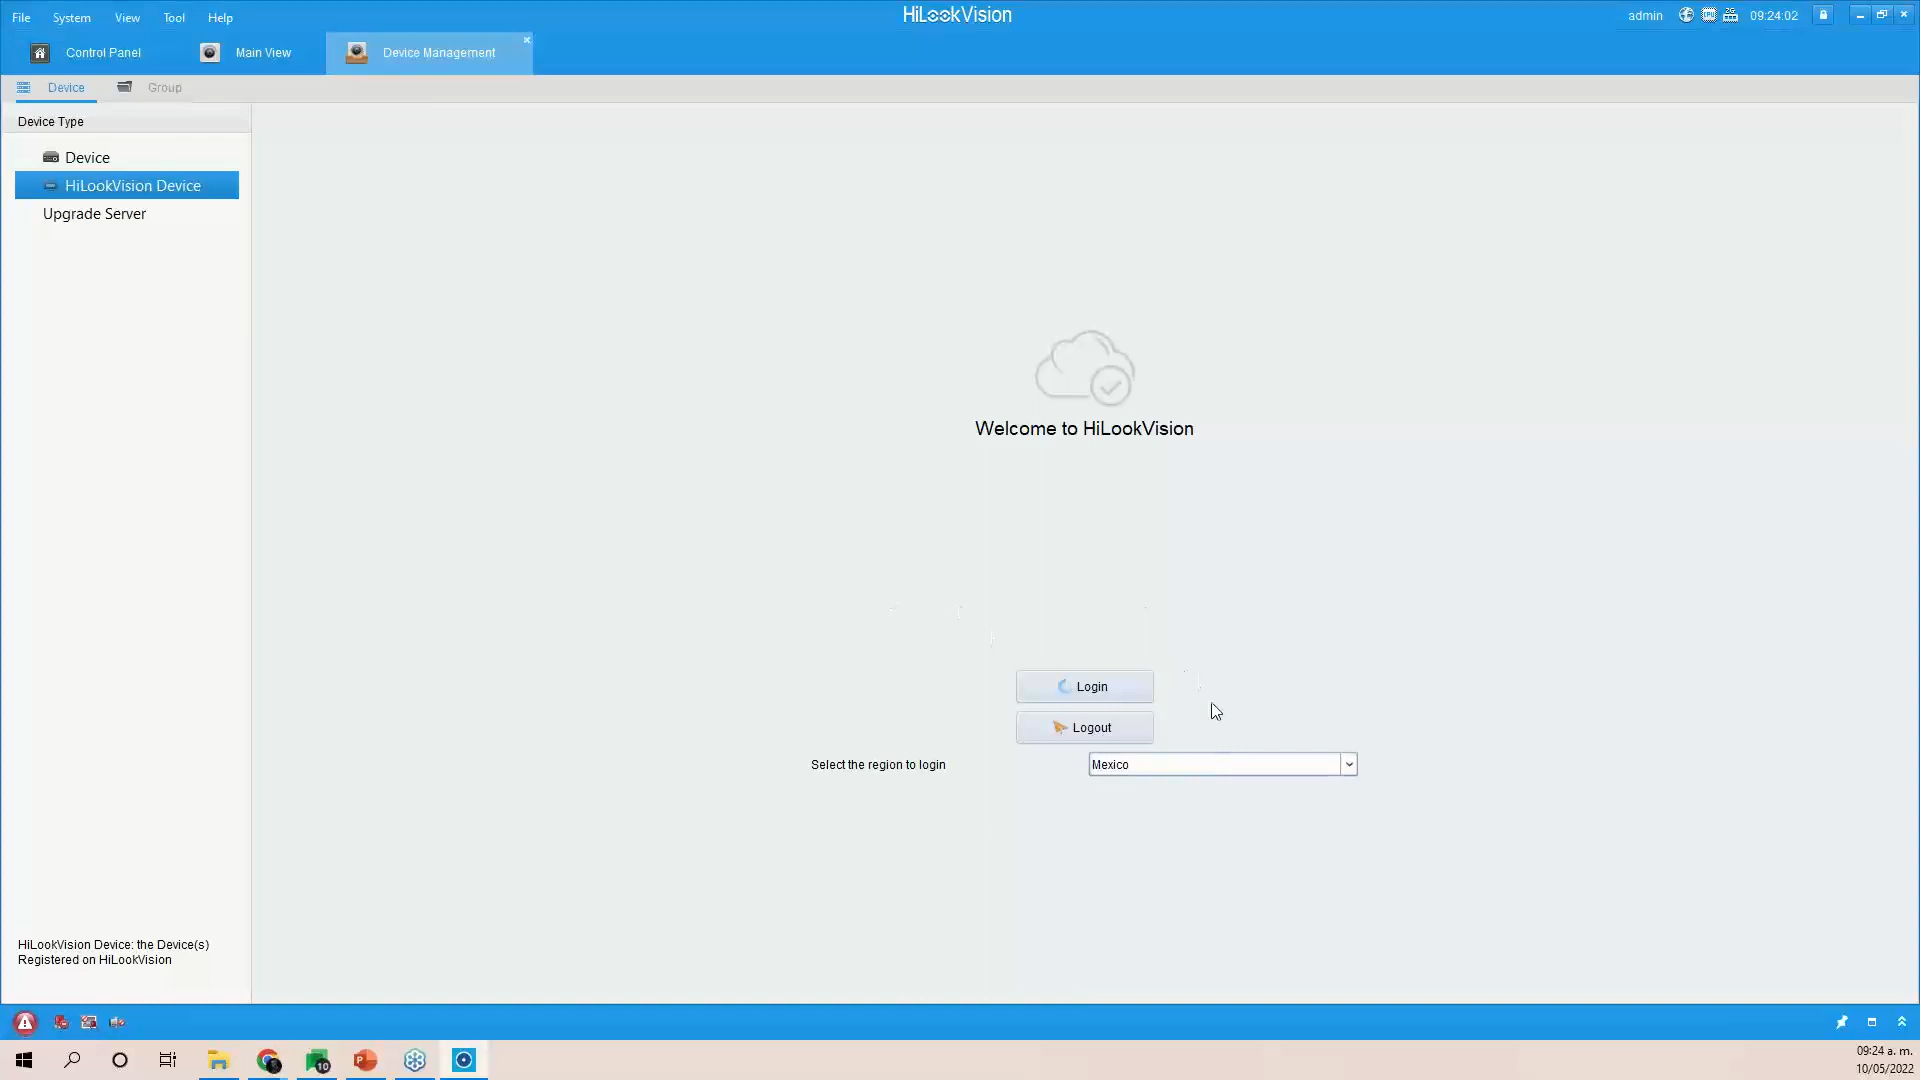 File System View Tool Help
HiLookVision
admin 09:24:02
Control Panel Main View Device Management
Device Group
Device Type
Device
HiLookVision Device
Upgrade Server
Welcome to HiLookVision
Login
Logout
Select the region to login Mexico
HiLookVision Device: the Device(s)
Registered on HiLookVision
10
09:24 a. m.
10/05/2022